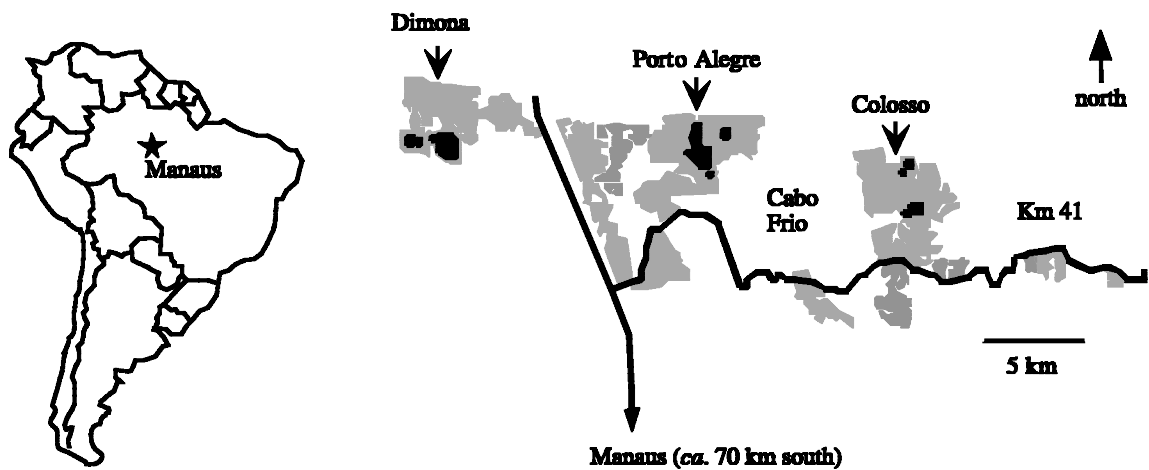 Dimona
Porto Alegre
Colosso
north
Manaus
Cabo
Frio
Km 41
5 km
Manaus (ca. 70 km south)